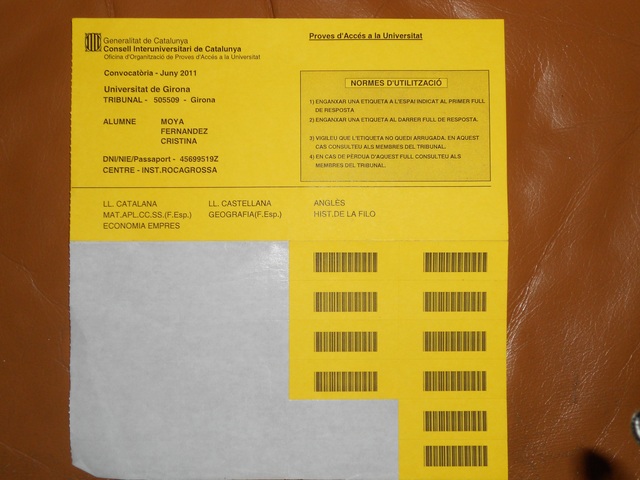 Generalitat de Catalunya
Consell Interuniversitari de Catalunya
Oficina d'Organització de Proves d'Accés a la Universitat
Proves d'Accés a la Universitat
Convocatòria - Juny 2011
Universitat de Girona
TRIBUNAL - 505509 - Girona
ALUMNE MOYA
FERNANDEZ
CRISTINA
DNI/NIE/Passaport - 45699519Z
CENTRE - INST.ROCAGROSSA
NORMES D'UTILITZACIÓ
1) ENGANXAR UNA ETIQUETA A L'ESPAI INDICAT AL PRIMER FULL
DE RESPOSTA
2) ENGANXAR UNA ETIQUETA AL DARRER FULL DE RESPOSTA.
3) VIGILEU QUE L'ETIQUETA NO QUEDI ARRUGADA. EN AQUEST
CAS CONSULTEU ALS MEMBRES DEL TRIBUNAL.
4) EN CAS DE PÈRDUA D'AQUEST FULL CONSULTEU ALS
MEMBRES DEL TRIBUNAL.
LL. CATALANA LL. CASTELLANA ANGLÈS
MAT.APL.CC.SS.(F.Esp.) GEOGRAFIA(F.Esp.) HIST.DE LA FILO
ECONOMIA EMPRES